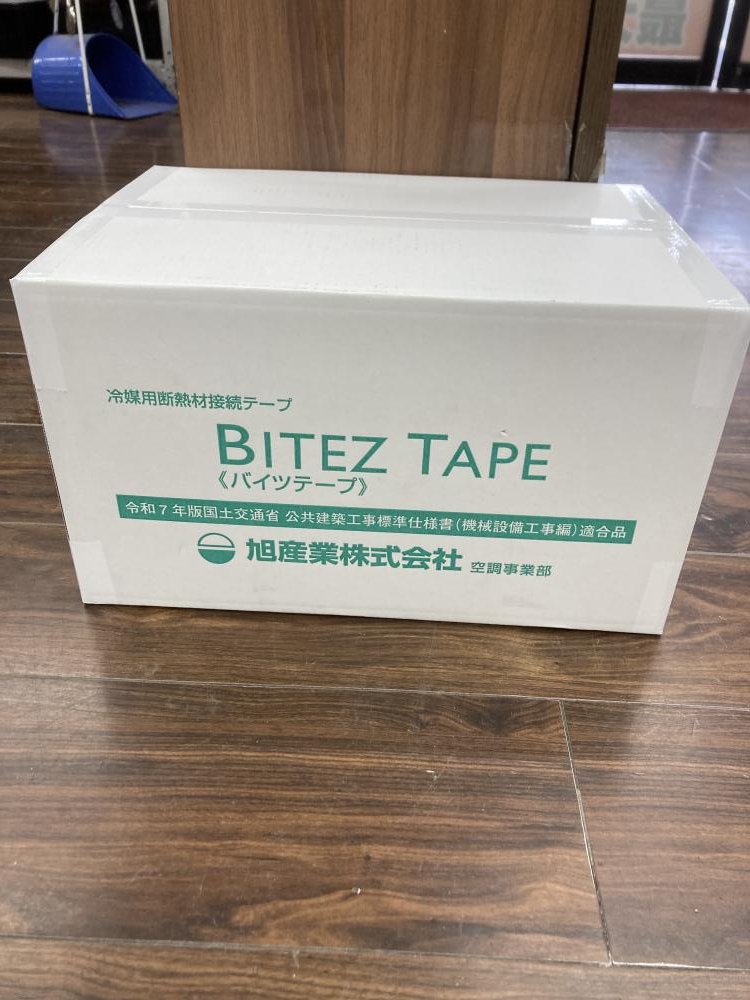 冷媒用断熱材接続テープ
BITEZ TAPE
《バイツテープ》
令和7年版国土交通省 公共建築工事標準仕様書(機械設備工事編)適合品
旭産業株式会社 空調事業部